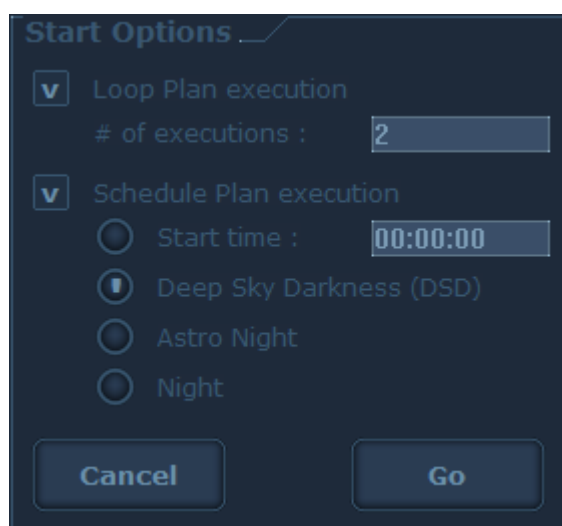 Start Options
v Loop Plan execution
# of executions : 2
v Schedule Plan execution
Start time : 00:00:00
Deep Sky Darkness (DSD)
Astro Night
Night
Cancel Go